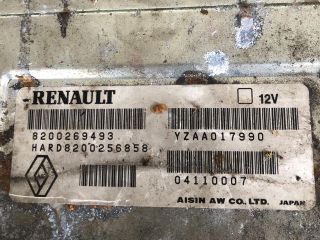 RENAULT
12V
8200269493
YZAA017990
HARD8200256858
04110007
AISIN AW CO., LTD. JAPAN